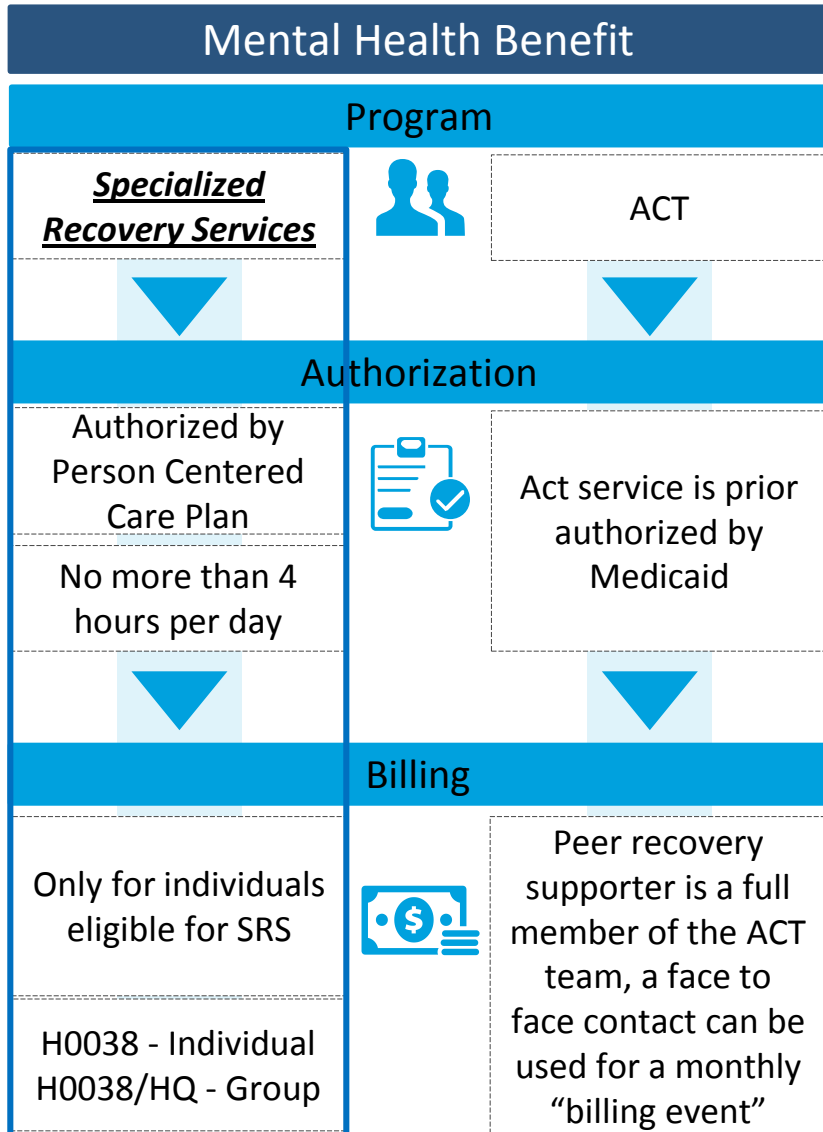 Mental Health Benefit
Program
Specialized
Recovery Services
ACT
Authorization
Authorized by
Person Centered
Care Plan
No more than 4
hours per day
Act service is prior
authorized by
Medicaid
Billing
Only for individuals
eligible for SRS
H0038 - Individual
H0038/HQ - Group
$
Peer recovery
supporter is a full
member of the ACT
team, a face to
face contact can be
used for a monthly
“billing event”